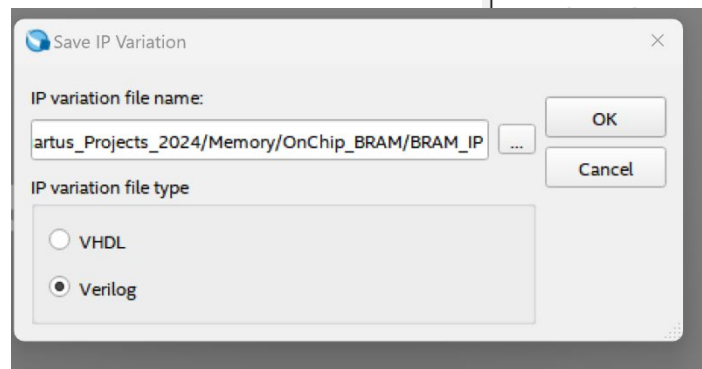 Save IP Variation
IP variation file name:
artus_Projects_2024/Memory/OnChip_BRAM/BRAM_IP
...
OK
Cancel
IP variation file type
VHDL
Verilog